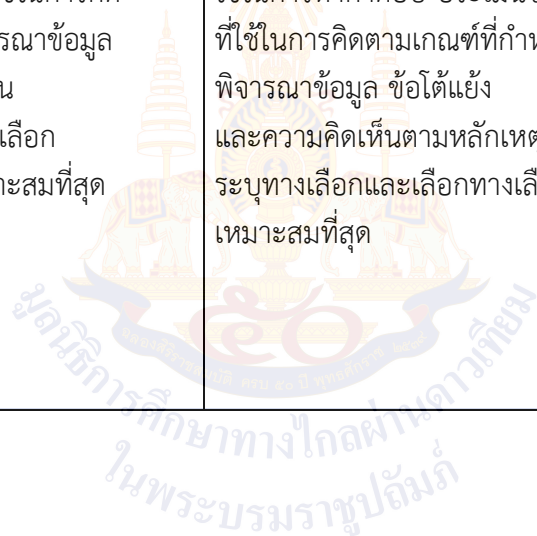 รณาข้อมูล
น
เลือก
าะสมที่สุด
ที่ใช้ในการคิดตามเกณฑ์ที่กำห
พิจารณาข้อมูล ข้อโต้แย้ง
และความคิดเห็นตามหลักเหต
ระบุทางเลือกและเลือกทางเลื
เหมาะสมที่สุด
มูลนิธิการศึกษาทางไกลผ่านดาวเทียม
ในพระบรมราชูปถัมภ์